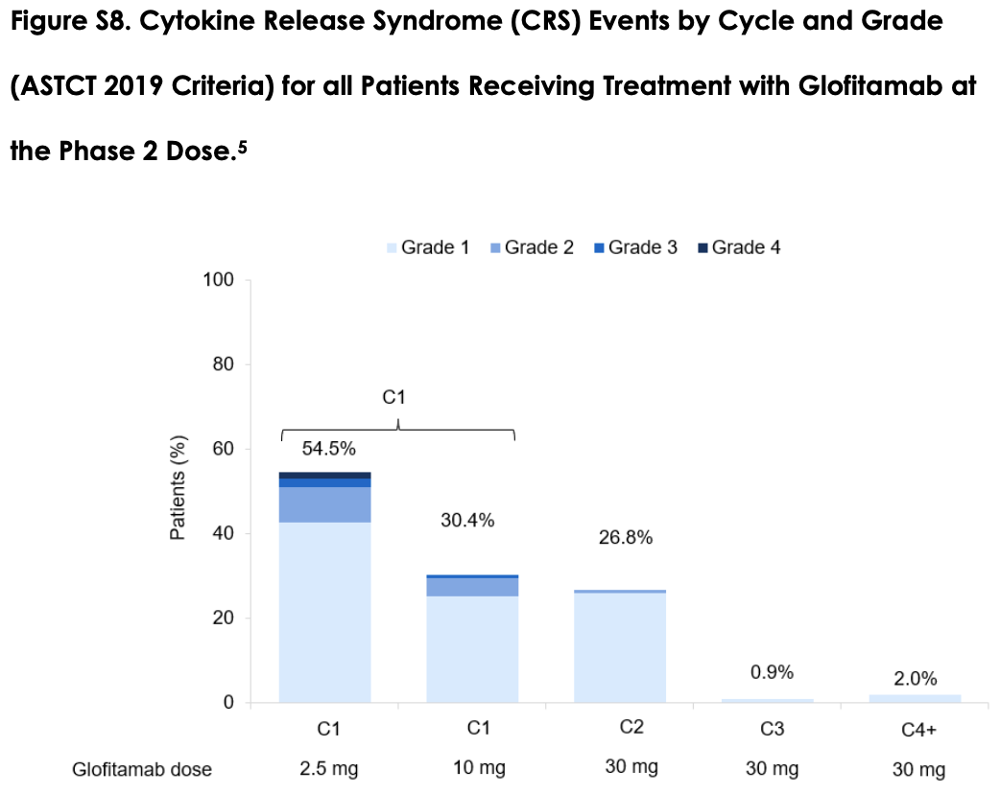 Figure S8. Cytokine Release Syndrome (CRS) Events by Cycle and Grade
(ASTCT 2019 Criteria) for all Patients Receiving Treatment with Glofitamab at
the Phase 2 Dose.5
Grade 1 Grade 2 Grade 3 Grade 4
100
80
60
40
20
0
Patients (%)
C1
54.5%
30.4%
26.8%
0.9%
2.0%
C1 C1 C2 C3 C4+
Glofitamab dose 2.5 mg 10 mg 30 mg 30 mg 30 mg